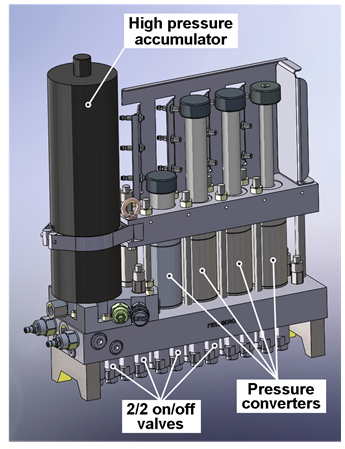 High pressure
accumulator
Pressure
converters
2/2 on/off
valves